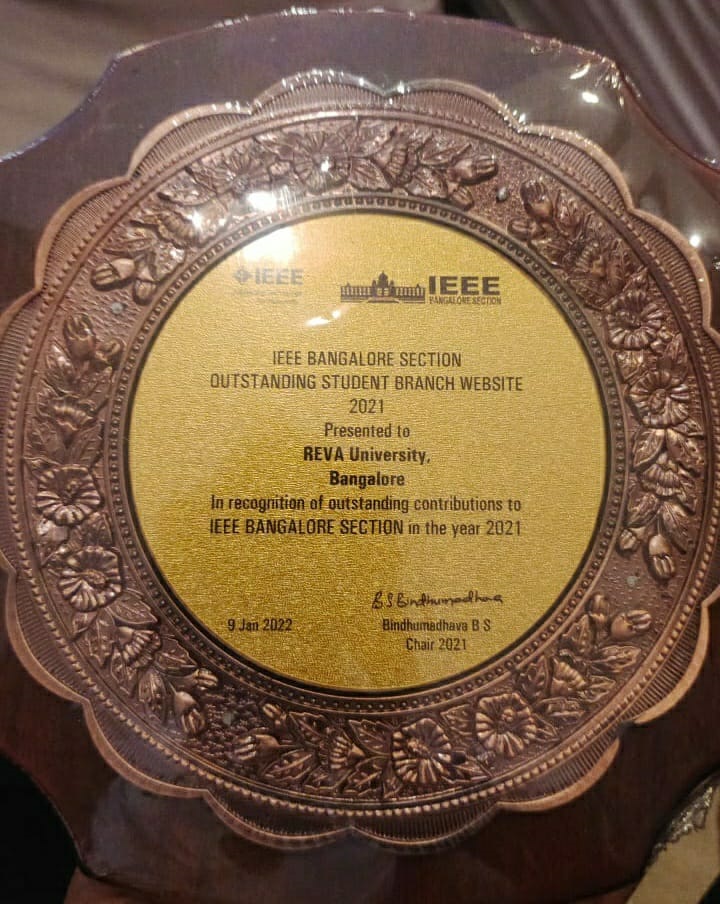 IEEE
IEEE
BANGALORE SECTION
IEEE BANGALORE SECTION
OUTSTANDING STUDENT BRANCH WEBSITE
2021
Presented to
REVA University,
Bangalore
In recognition of outstanding contributions to
IEEE BANGALORE SECTION in the year 2021
B S Bindhumadhava
9 Jan 2022
Bindhumadhava B S
Chair 2021